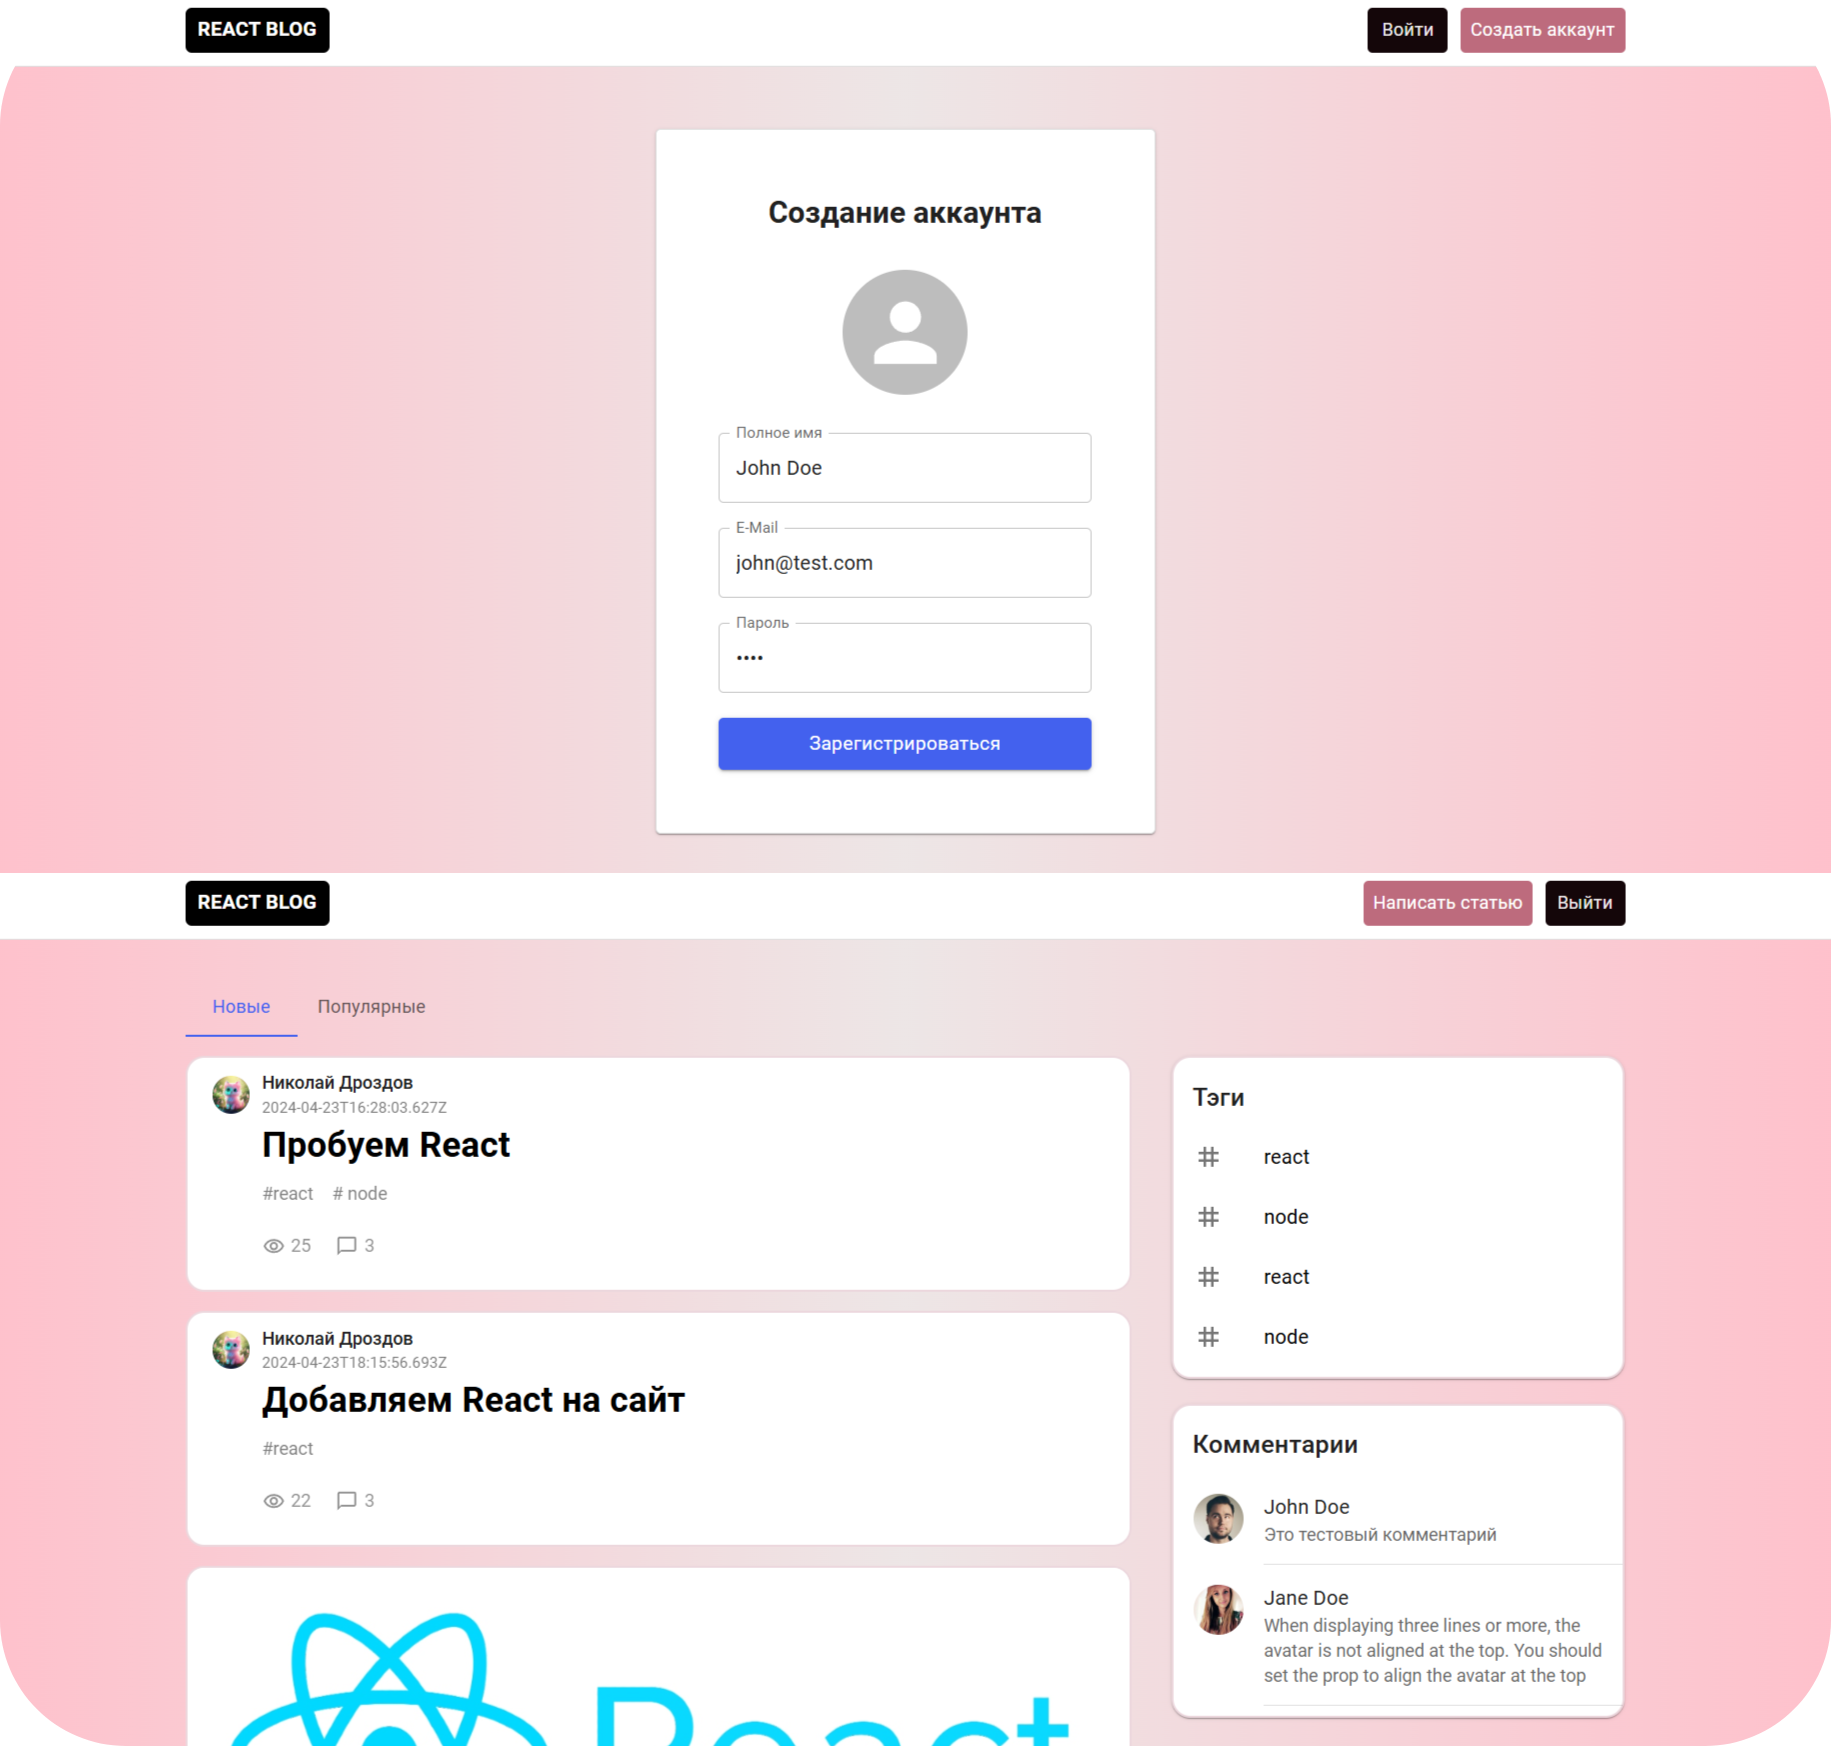 REACT BLOG
Войти
Создать аккаунт
Создание аккаунта
Полное имя
John Doe
E-Mail
john@test.com
Пароль
••••
Зарегистрироваться
REACT BLOG
Написать статью
Выйти
Новые
Популярные
Николай Дроздов
2024-04-23T16:28:03.627Z
Пробуем React
#react # node
25 3
Николай Дроздов
2024-04-23T18:15:56.693Z
Добавляем React на сайт
#react
22 3
React
Тэги
# react
# node
# react
# node
Комментарии
John Doe
Это тестовый комментарий
Jane Doe
When displaying three lines or more, the
avatar is not aligned at the top. You should
set the prop to align the avatar at the top